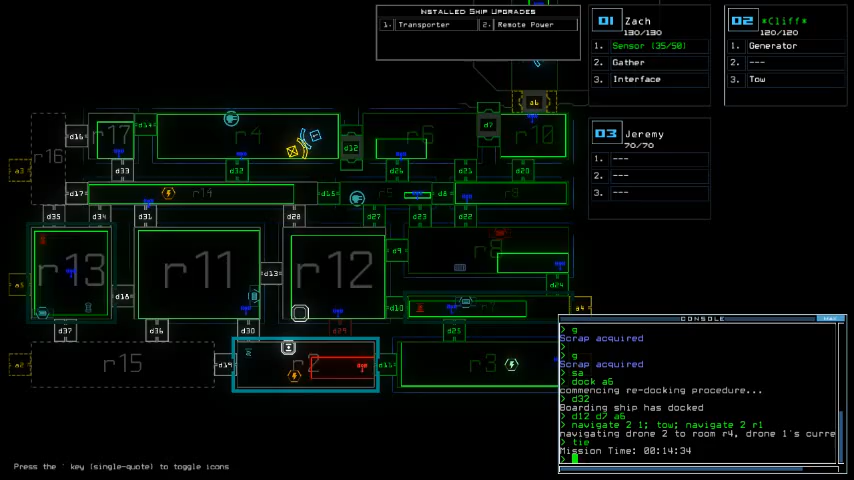 INSTALLED SHIP UPGRADES
1. Transporter 2. Remote Power
01 Zach
130/130
1. Sensor (35/50)
2. Gather
3. Interface
02 *Cliff*
120/120
1. Generator
2. ---
3. Tow
03 Jeremy
70/70
1. ---
2. ---
3. ---
a6
d16 r17 d14 r4 d12 r6 d7 r10
r16
a3 d33 d32 d26 d21 d20
d17 r14 d15 r5 d8 r9
d35 d34 d31 d28 d27 d23 d22
r13 r11 r12 d9 r8
d13
a5 d18 d24
d10 r7 a4
d37 d36 d30 d29 d25
a2 r15 d19 r2 d11 r3
CONSOLE
> g
Scrap acquired
>
> g
Scrap acquired
> sa
> dock a6
commencing re-docking procedure...
> d32
Boarding ship has docked
> d12 d7 a6
> navigate 2 1; tow; navigate 2 r1
navigating drone 2 to room r4, drone 1's curre
> tie
Mission Time: 00:14:34
>
Press the ' key (single-quote) to toggle icons